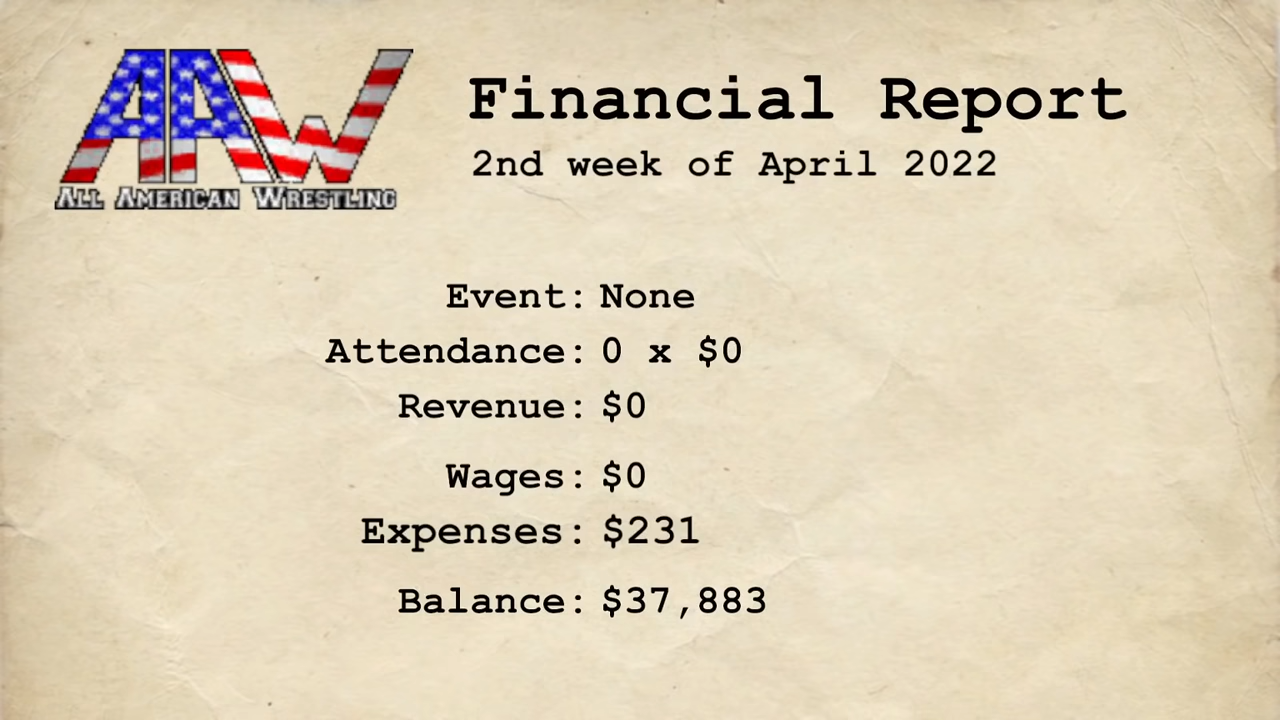 AAW
ALL AMERICAN WRESTLING
Financial Report
2nd week of April 2022
Event: None
Attendance: 0 x $0
Revenue: $0
Wages: $0
Expenses: $231
Balance: $37,883